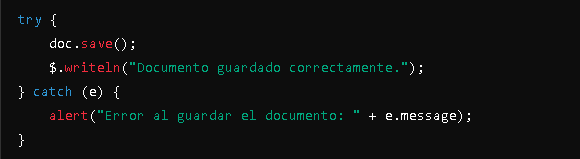 try {
    doc.save();
    $.writeln("Documento guardado correctamente.");
} catch (e) {
    alert("Error al guardar el documento: " + e.message);
}